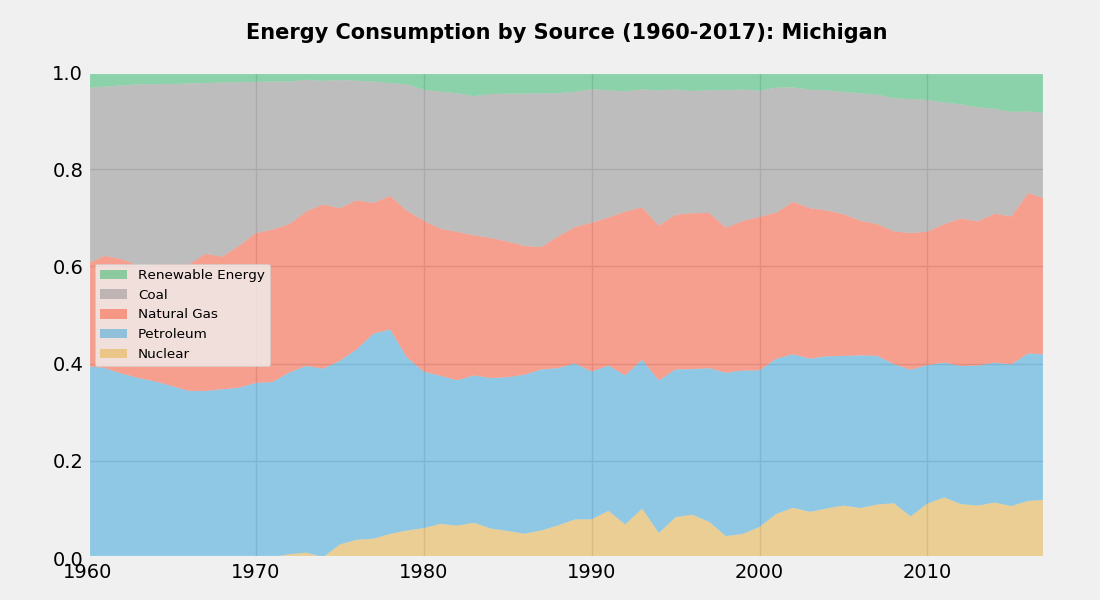 Energy Consumption by Source (1960-2017): Michigan
1.0
0.8
0.6
0.4
0.2
0.0
Renewable Energy
Coal
Natural Gas
Petroleum
Nuclear
1960 1970 1980 1990 2000 2010